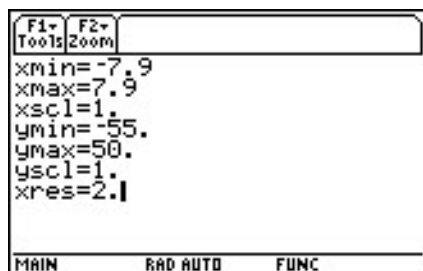 F1▾ F2▾
Tools Zoom
xmin=-7.9
xmax=7.9
xscl=1.
ymin=-55.
ymax=50.
yscl=1.
xres=2.
MAIN RAD AUTO FUNC